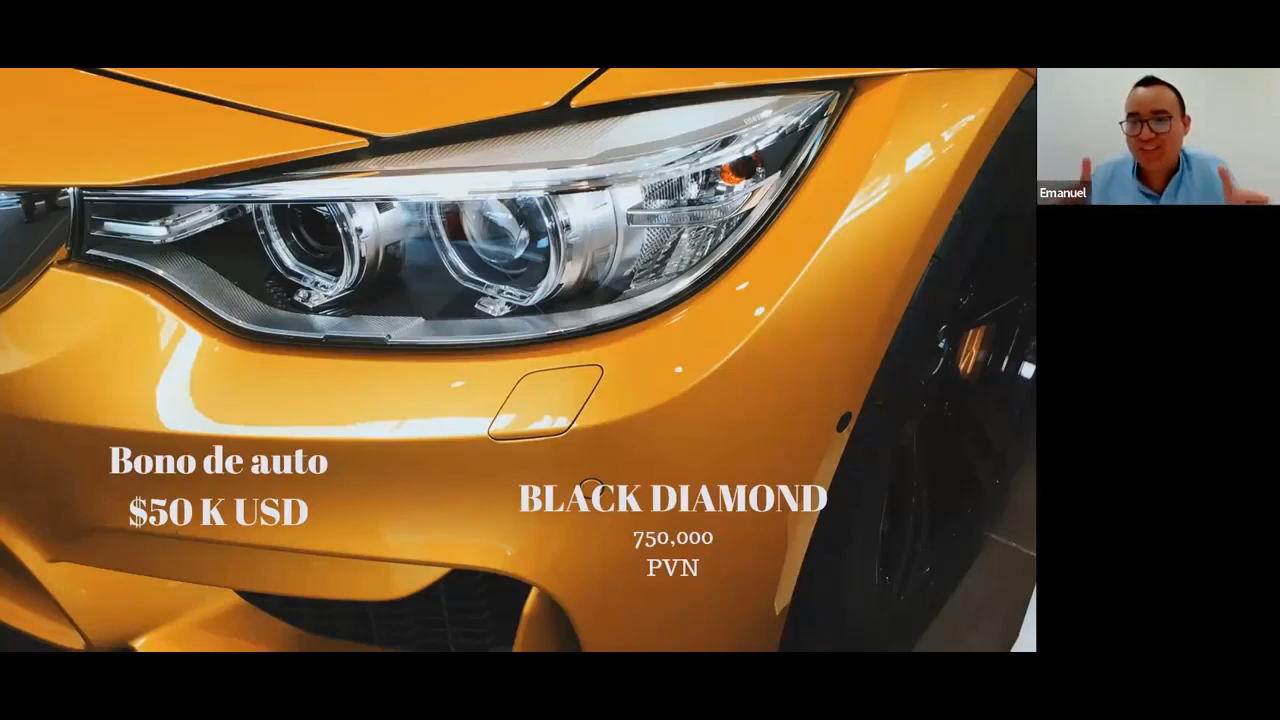 Bono de auto
$50 K USD
BLACK DIAMOND
750,000
PVN
Emanuel